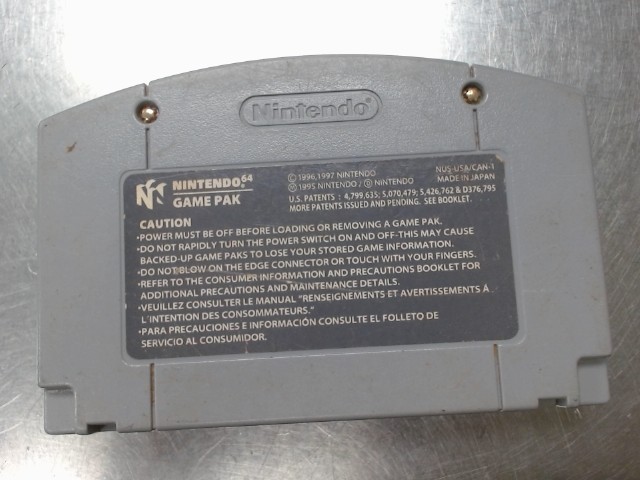 Nintendo®
NINTENDO 64
GAME PAK
©1996,1997 NINTENDO
Ⓜ1995 NINTENDO / Ⓓ NINTENDO
NUS-USA/CAN-1
MADE IN JAPAN
U.S. PATENTS : 4,799,635; 5,070,479; 5,426,762 & D376,795
MORE PATENTS ISSUED AND PENDING. SEE BOOKLET.
CAUTION
•POWER MUST BE OFF BEFORE LOADING OR REMOVING A GAME PAK.
•DO NOT RAPIDLY TURN THE POWER SWITCH ON AND OFF-THIS MAY CAUSE
BACKED-UP GAME PAKS TO LOSE YOUR STORED GAME INFORMATION.
•DO NOT BLOW ON THE EDGE CONNECTOR OR TOUCH WITH YOUR FINGERS.
•REFER TO THE CONSUMER INFORMATION AND PRECAUTIONS BOOKLET FOR
ADDITIONAL PRECAUTIONS AND MAINTENANCE DETAILS.
•VEUILLEZ CONSULTER LE MANUAL "RENSEIGNEMENTS ET AVERTISSEMENTS À
L'INTENTION DES CONSOMMATEURS."
•PARA PRECAUCIONES E INFORMACIÓN CONSULTE EL FOLLETO DE
SERVICIO AL CONSUMIDOR.